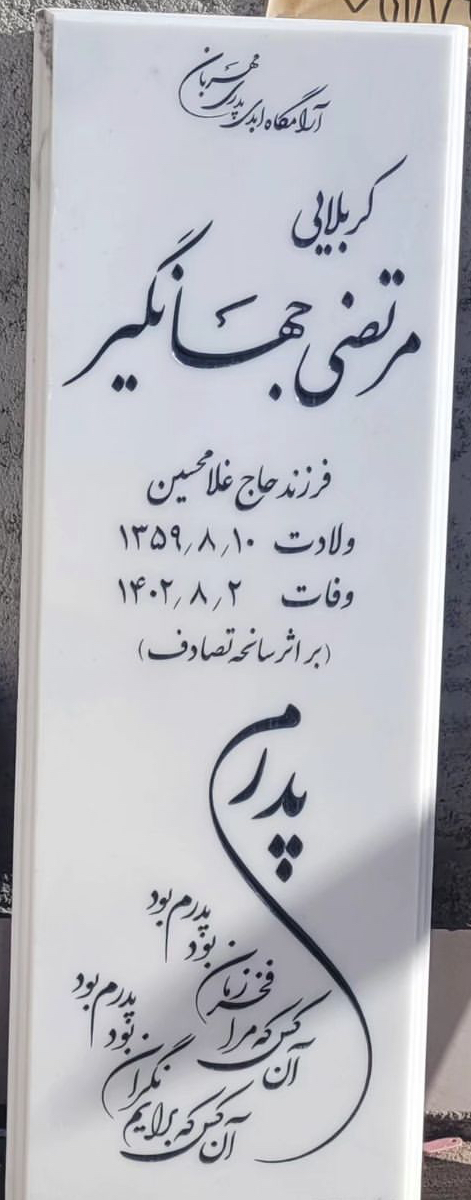 آرامگاه ابدی پدری مهربان
کربلایی
مرتضی جهانگیر
فرزند حاج غلامحسین
ولادت ۱۳۵۹/۸/۱۰
وفات ۱۴۰۲/۸/۲
(بر اثر سانحه تصادف)
پدرم
آن کس که مرا فخر زمان بود پدرم بود
آن کس که برایم نگران بود پدرم بود